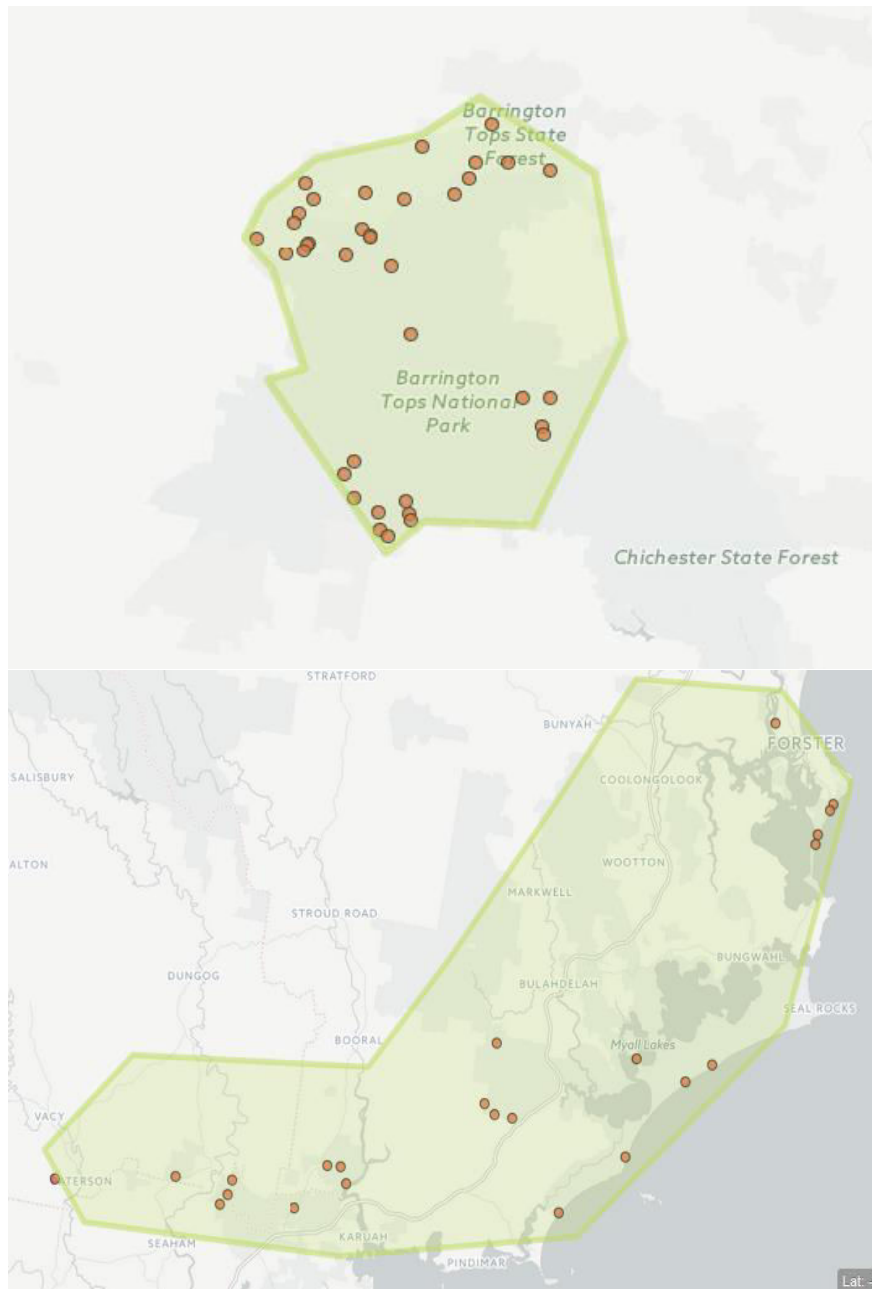 Barrington
Tops State
Forest
Barrington
Tops National
Park
Chichester State Forest
STRATFORD
BUNYAH
FORSTER
SALISBURY
COOLONGOLOOK
ALTON
WOOTTON
MARKWELL
STROUD ROAD
BUNGWAHL
DUNGOG
BULAHDELAH
SEAL ROCKS
BOORAL
Myall Lakes
VACY
PATERSON
SEAHAM
KARUAH
PINDIMAR
Lat: -